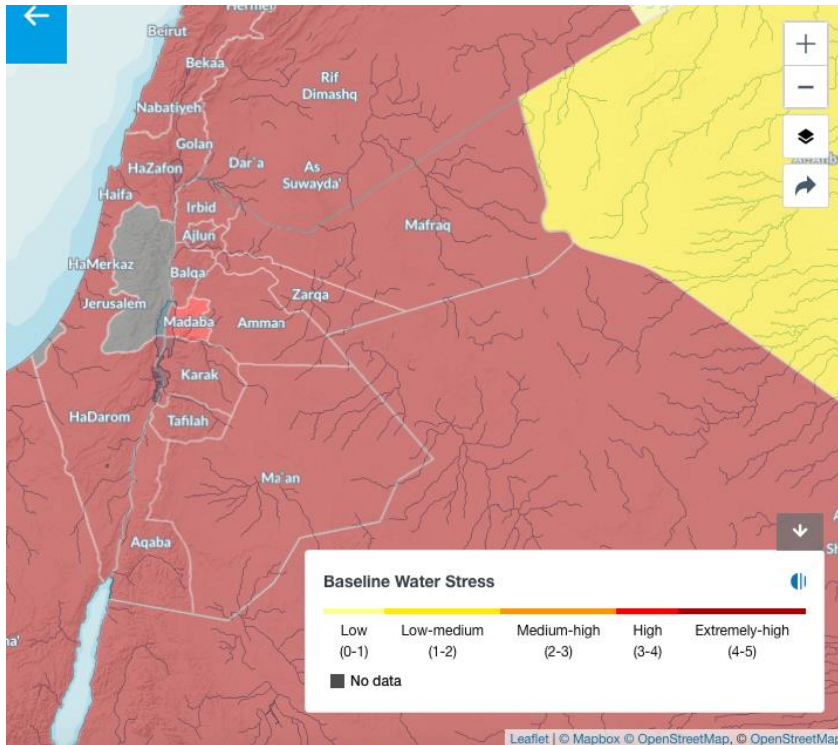 Beirut
Bekaa
Rif
Dimashq
Nabatiyeh
Golan
HaZafon
Dar`a
As
Suwayda'
Haifa
Irbid
Mafraq
Ajlun
HaMerkaz
Balqa
Jerusalem
Zarqa
Madaba
Amman
Karak
HaDarom
Tafilah
Ma`an
Aqaba
Baseline Water Stress
Low Low-medium Medium-high High Extremely-high
(0-1) (1-2) (2-3) (3-4) (4-5)
No data
Leaflet | © Mapbox © OpenStreetMap, © OpenStreetMap